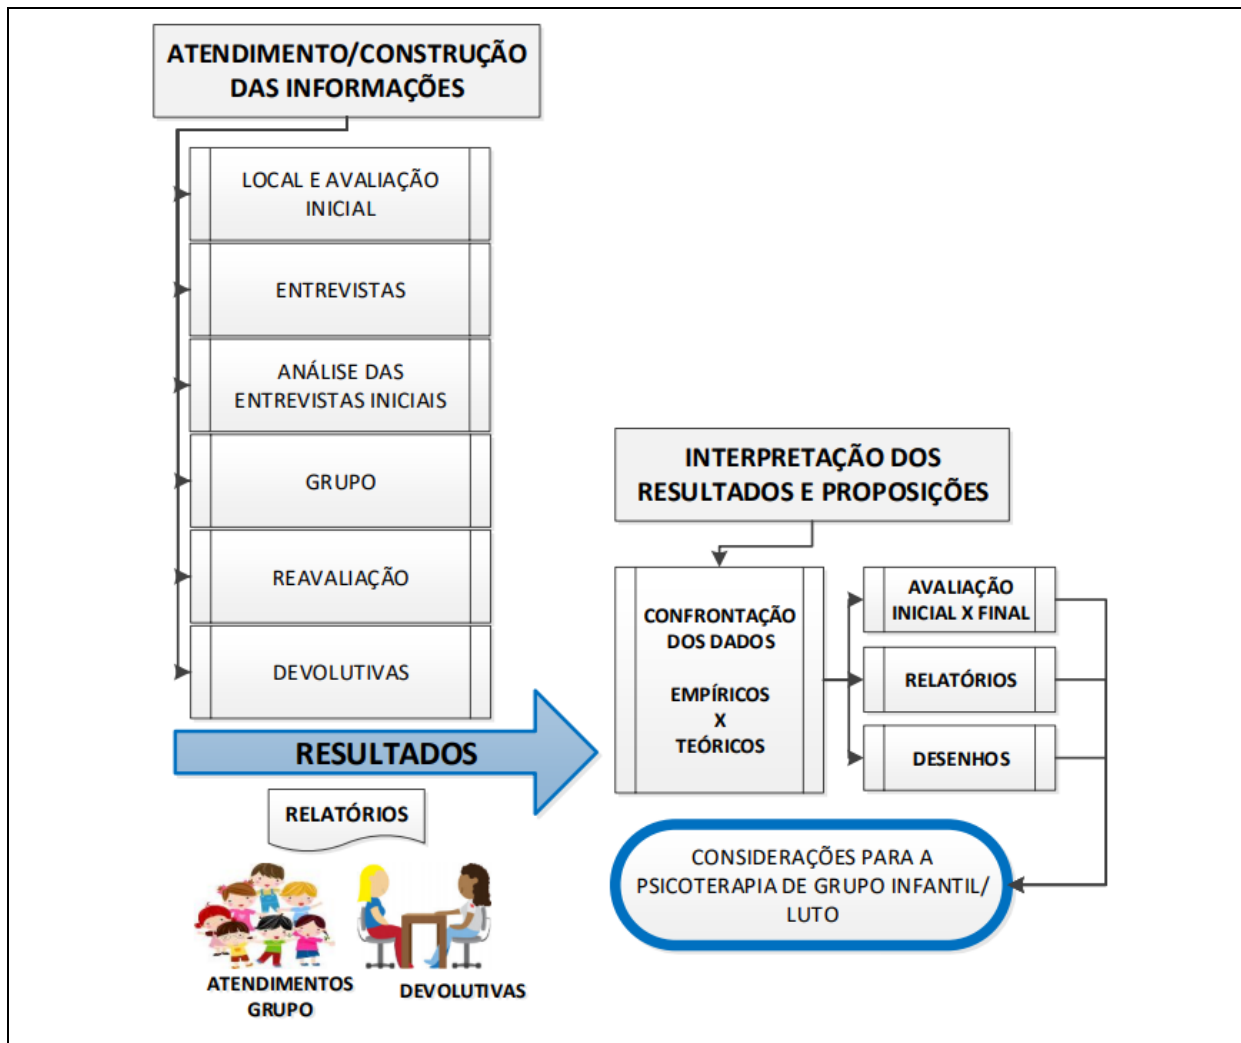 ATENDIMENTO/CONSTRUÇÃO
DAS INFORMAÇÕES
LOCAL E AVALIAÇÃO
INICIAL
ENTREVISTAS
ANÁLISE DAS
ENTREVISTAS INICIAIS
GRUPO
REAVALIAÇÃO
DEVOLUTIVAS
RESULTADOS
RELATÓRIOS
ATENDIMENTOS
GRUPO
DEVOLUTIVAS
INTERPRETAÇÃO DOS
RESULTADOS E PROPOSIÇÕES
CONFRONTAÇÃO
DOS DADOS
EMPÍRICOS
X
TEÓRICOS
AVALIAÇÃO
INICIAL X FINAL
RELATÓRIOS
DESENHOS
CONSIDERAÇÕES PARA A
PSICOTERAPIA DE GRUPO INFANTIL/
LUTO